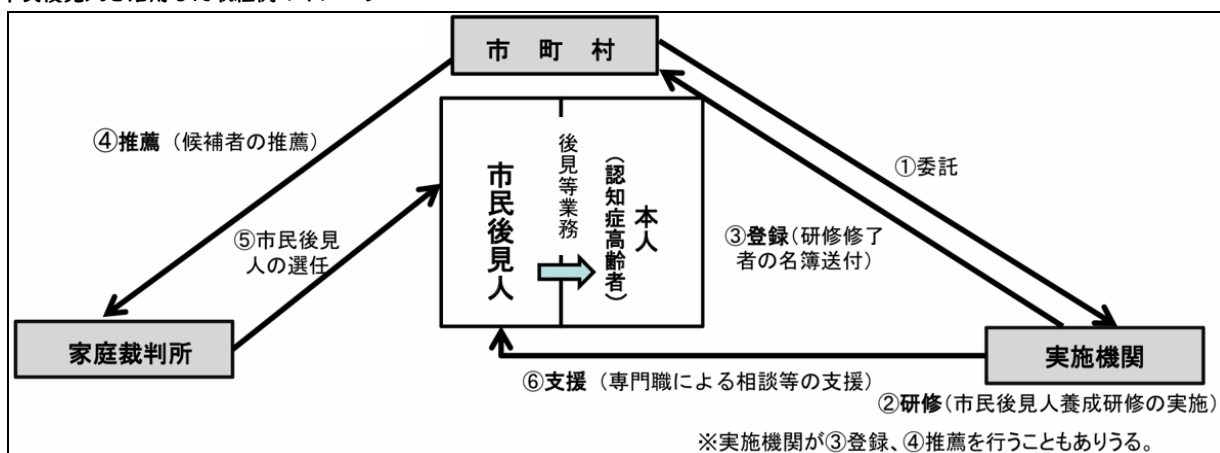 市　町　村
④推薦（候補者の推薦）
①委託
市民後見人
後見等業務
本人
（認知症高齢者）
③登録（研修修了
者の名簿送付）
⑤市民後見
人の選任
家庭裁判所
実施機関
⑥支援（専門職による相談等の支援）
②研修（市民後見人養成研修の実施）
※実施機関が③登録、④推薦を行うこともありうる。